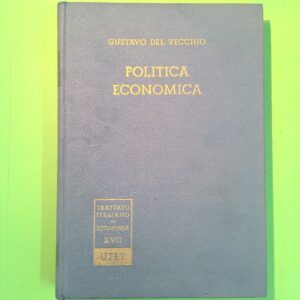 GUSTAVO DEL VECCHIO
POLITICA
ECONOMICA
TRATTATO
ITALIANO
DI
ECONOMIA
XVII
UTET